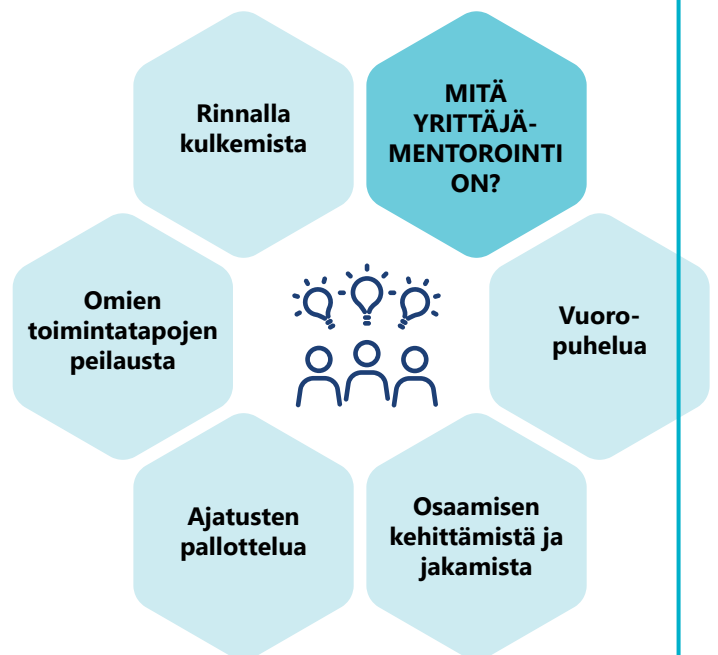 MITÄ
YRITTÄJÄ-
MENTOROINTI
ON?
Vuoro-
puhelua
Osaamisen
kehittämistä ja
jakamista
Ajatusten
pallottelua
Omien
toimintatapojen
peilausta
Rinnalla
kulkemista